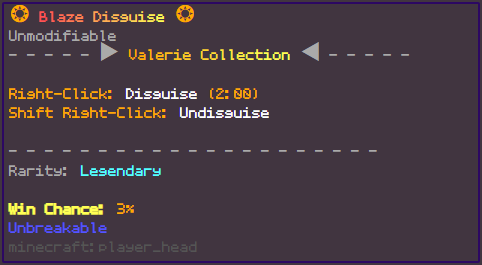 Blaze Disguise
Unmodifiable
- - - - - ▶ Valerie Collection ◀ - - - - -
Right-Click: Disguise (2:00)
Shift Right-Click: Undisguise
- - - - - - - - - - - - - - - - - - - - - -
Rarity: Legendary
Win Chance: 3%
Unbreakable
minecraft:player_head